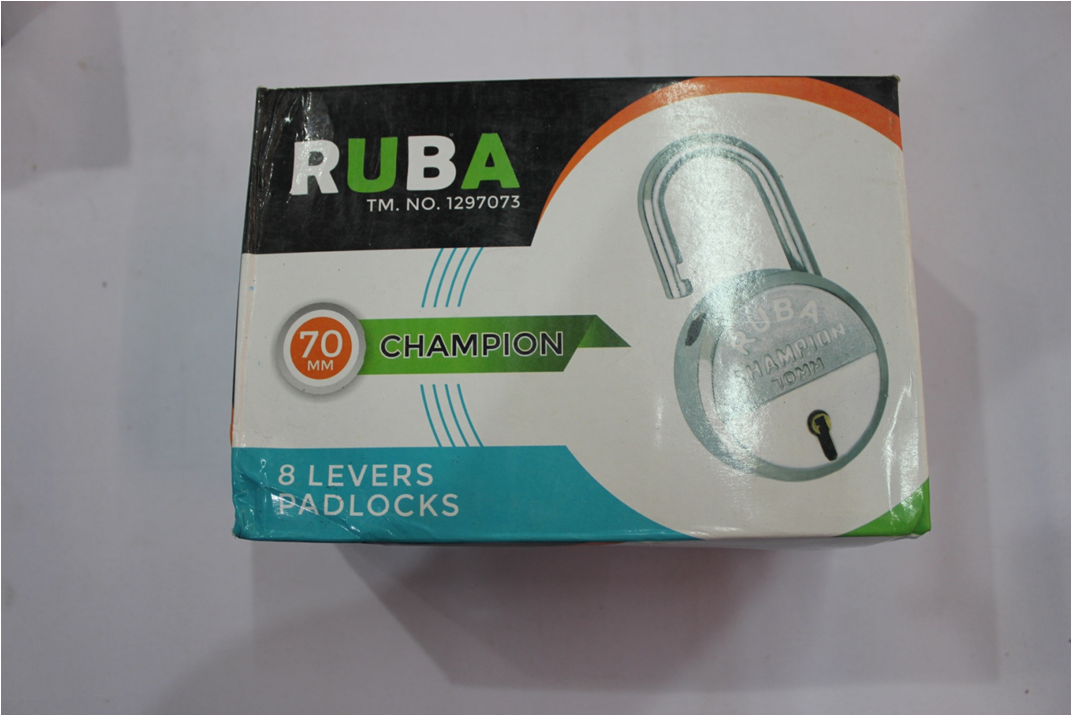 RUBA
TM. NO. 1297073
70
MM
CHAMPION
8 LEVERS
PADLOCKS
RUBA
CHAMPION
70MM